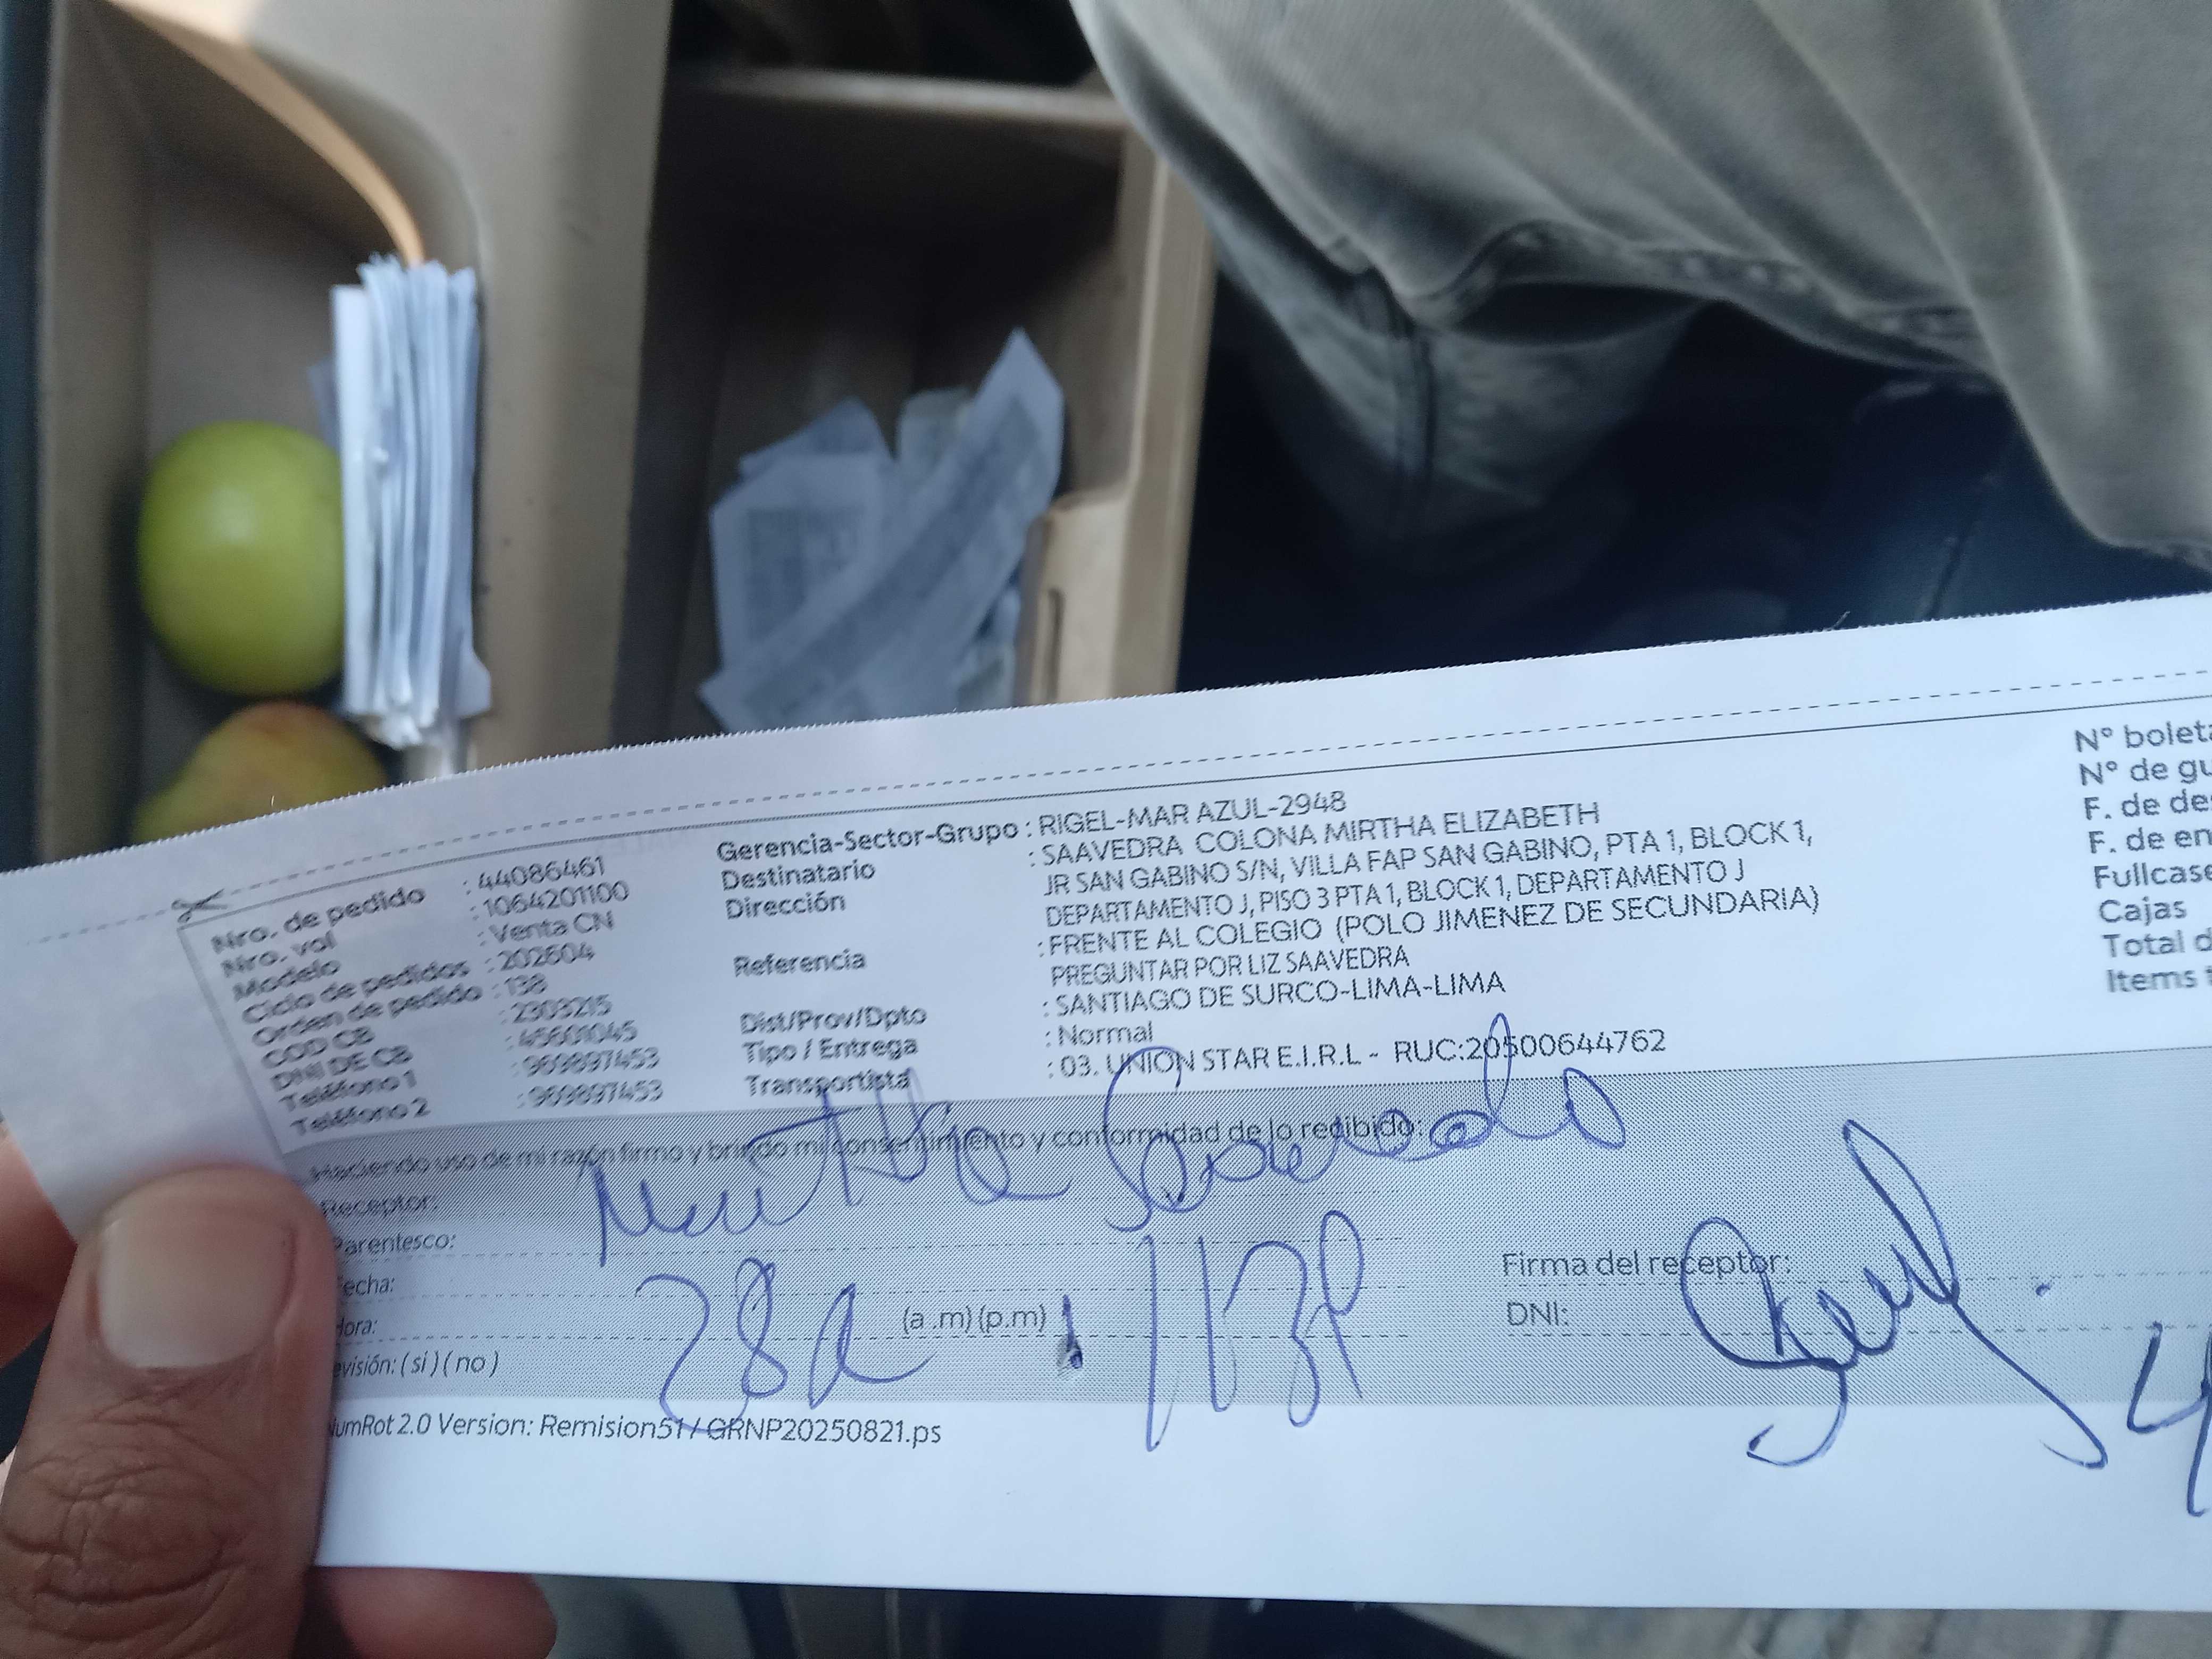 Nro. de pedido : 44086461
Nro. vol : 1064201100
Modelo : Venta CN
Ciclo de pedidos : 202604
Orden de pedido : 138
COD CB : 2303215
DNI DE CB : 45601045
Teléfono 1 : 969897453
Teléfono 2 : 969897453
Gerencia-Sector-Grupo : RIGEL-MAR AZUL-2948
Destinatario : SAAVEDRA COLONA MIRTHA ELIZABETH
Dirección : JR SAN GABINO S/N, VILLA FAP SAN GABINO, PTA 1, BLOCK 1,
DEPARTAMENTO J, PISO 3 PTA 1, BLOCK 1, DEPARTAMENTO J
Referencia : FRENTE AL COLEGIO (POLO JIMENEZ DE SECUNDARIA)
PREGUNTAR POR LIZ SAAVEDRA
Dist/Prov/Dpto : SANTIAGO DE SURCO-LIMA-LIMA
Tipo / Entrega : Normal
Transportista : 03. UNION STAR E.I.R.L - RUC:20500644762
N° boleta
N° de gu
F. de de
F. de en
Fullcase
Cajas
Total d
Items
Haciendo uso de mi razón firmo y brindo mi consentimiento y conformidad de lo recibido:
Receptor:
Parentesco:
Fecha:
Hora: (a .m) (p.m)
evisión: ( si ) ( no )
Firma del receptor:
DNI: 4
NumRot 2.0 Version: Remision51 / GRNP20250821.ps